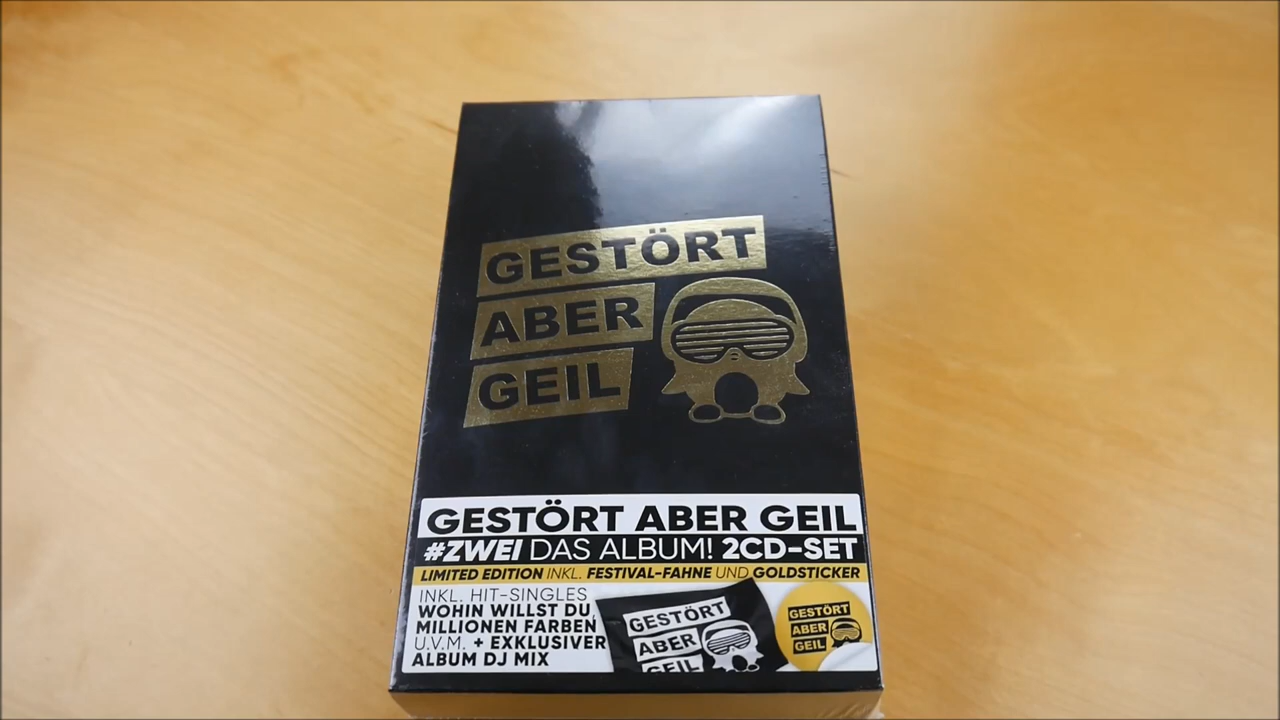 GESTÖRT
ABER
GEIL
GESTÖRT ABER GEIL
#ZWEI DAS ALBUM! 2CD-SET
LIMITED EDITION INKL. FESTIVAL-FAHNE UND GOLDSTICKER
INKL. HIT-SINGLES
WOHIN WILLST DU,
MILLIONEN FARBEN
U.V.M. + EXKLUSIVER
ALBUM DJ MIX
GESTÖRT
ABER
GEIL
GESTÖRT
ABER
GEIL